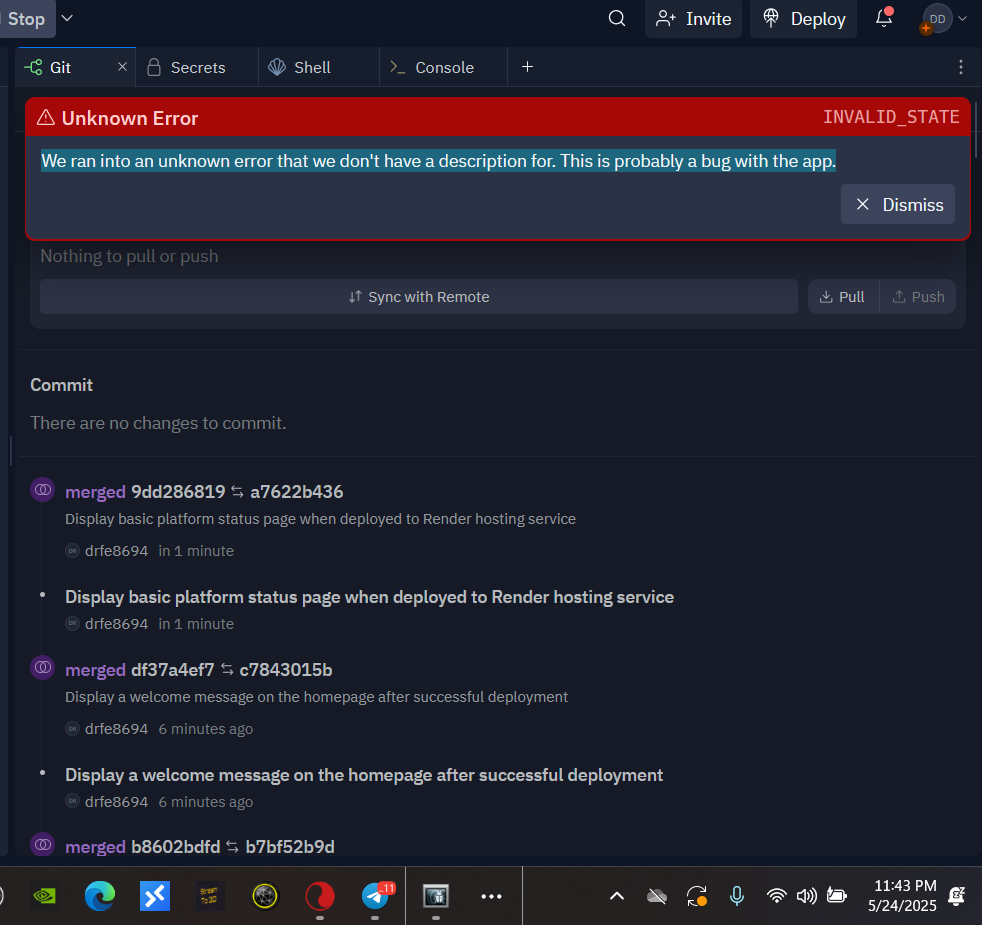 Stop
Invite
Deploy
DD
Git
Secrets
Shell
Console
Unknown Error
INVALID_STATE
We ran into an unknown error that we don't have a description for. This is probably a bug with the app.
Dismiss
Nothing to pull or push
Sync with Remote
Pull
Push
Commit
There are no changes to commit.
merged 9dd286819 ⇆ a7622b436
Display basic platform status page when deployed to Render hosting service
DR drfe8694 in 1 minute
Display basic platform status page when deployed to Render hosting service
DR drfe8694 in 1 minute
merged df37a4ef7 ⇆ c7843015b
Display a welcome message on the homepage after successful deployment
DR drfe8694 6 minutes ago
Display a welcome message on the homepage after successful deployment
DR drfe8694 6 minutes ago
merged b8602bdfd ⇆ b7bf52b9d
Stream
To 3D
..11
11:43 PM
5/24/2025